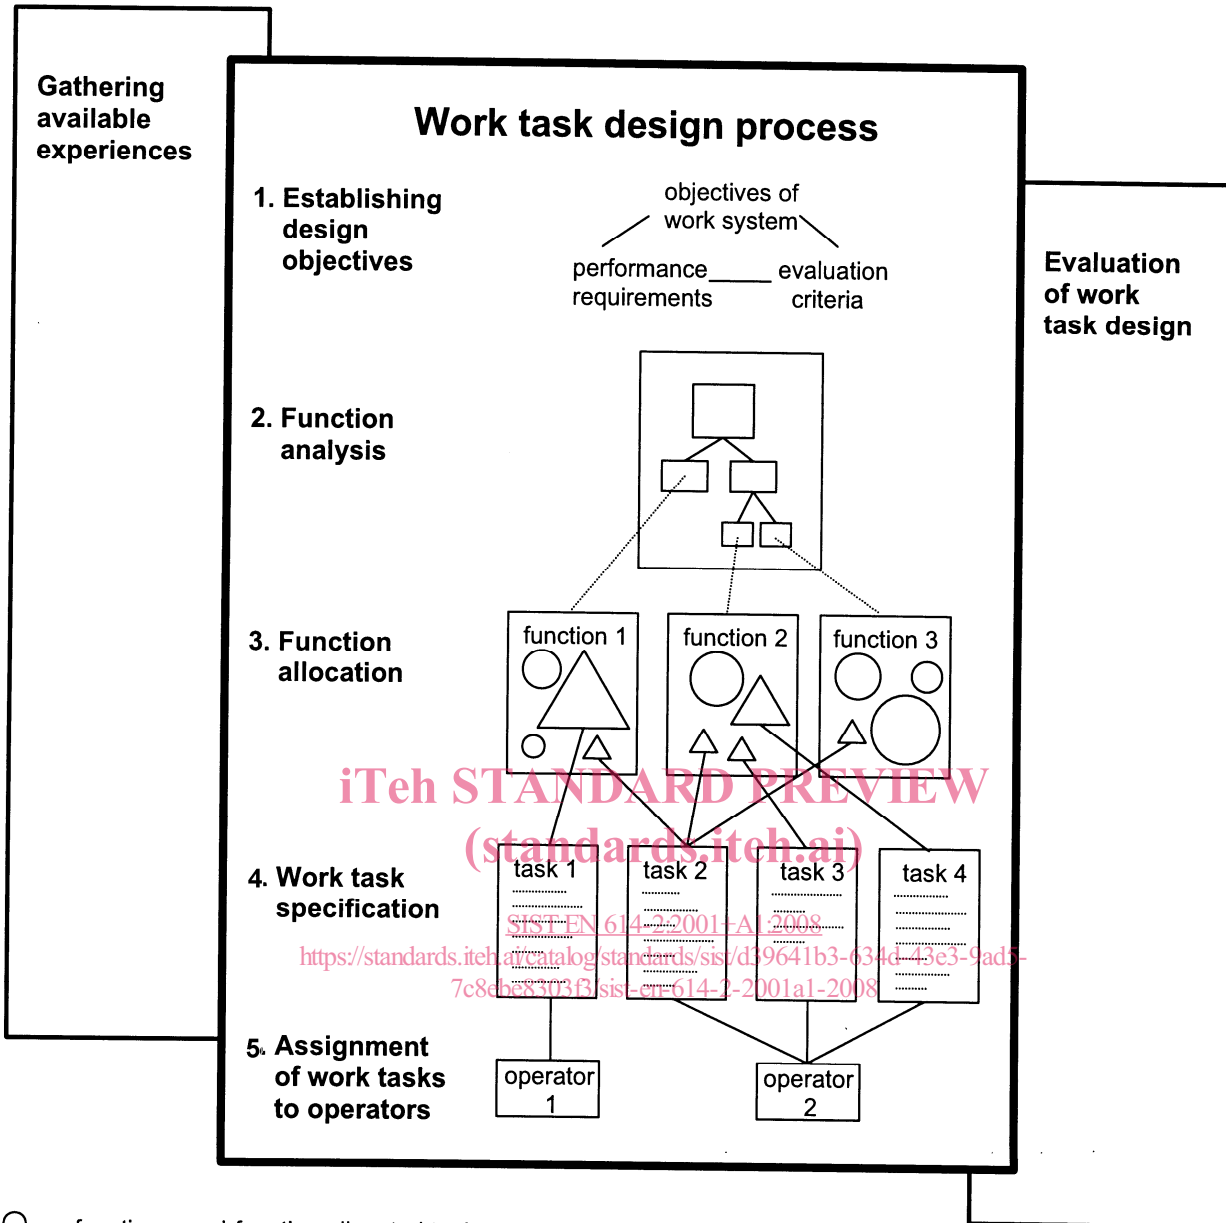 Gathering
available
experiences
Work task design process
1. Establishing
design
objectives
objectives of
work system
performance
requirements
evaluation
criteria
Evaluation
of work
task design
2. Function
analysis
3. Function
allocation
function 1
function 2
function 3
iTeh STANDARD PREVIEW
(standards.iteh.ai)
4. Work task
specification
task 1
task 2
task 3
task 4
SIST EN 614-2:2001+A1:2008
https://standards.iteh.ai/catalog/standards/sist/d39641b3-634d-43e3-9ad5-
7c8ebe8303f3/sist-en-614-2-2001a1-2008
5. Assignment
of work tasks
to operators
operator
1
operator
2